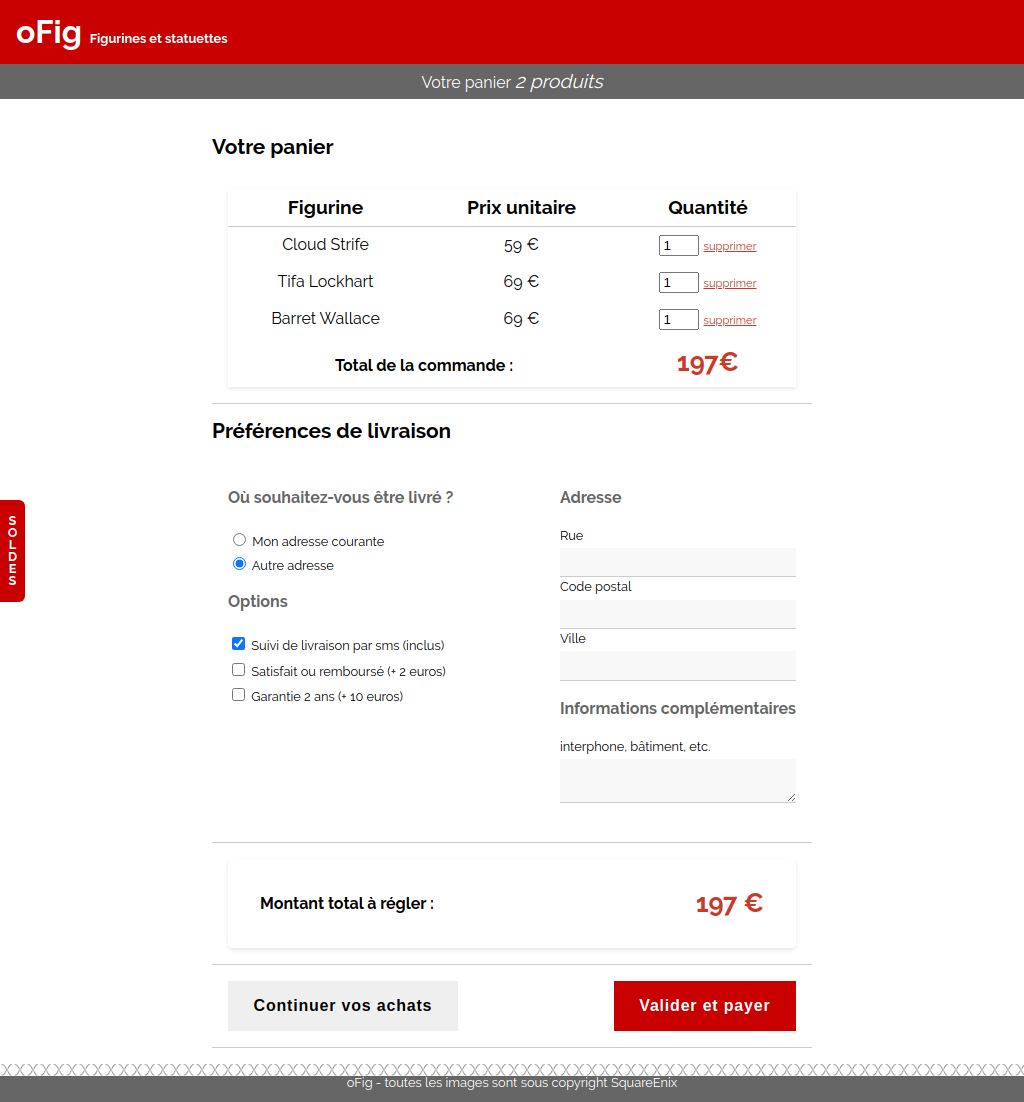 oFig Figurines et statuettes
Votre panier 2 produits
Votre panier
Figurine Prix unitaire Quantité
Cloud Strife 59 € 1 supprimer
Tifa Lockhart 69 € 1 supprimer
Barret Wallace 69 € 1 supprimer
Total de la commande : 197€
Préférences de livraison
Où souhaitez-vous être livré ?
Mon adresse courante
Autre adresse
Options
Suivi de livraison par sms (inclus)
Satisfait ou remboursé (+ 2 euros)
Garantie 2 ans (+ 10 euros)
Adresse
Rue
Code postal
Ville
Informations complémentaires
interphone, bâtiment, etc.
SOLDES
Montant total à régler : 197 €
Continuer vos achats Valider et payer
oFig - toutes les images sont sous copyright SquareEnix